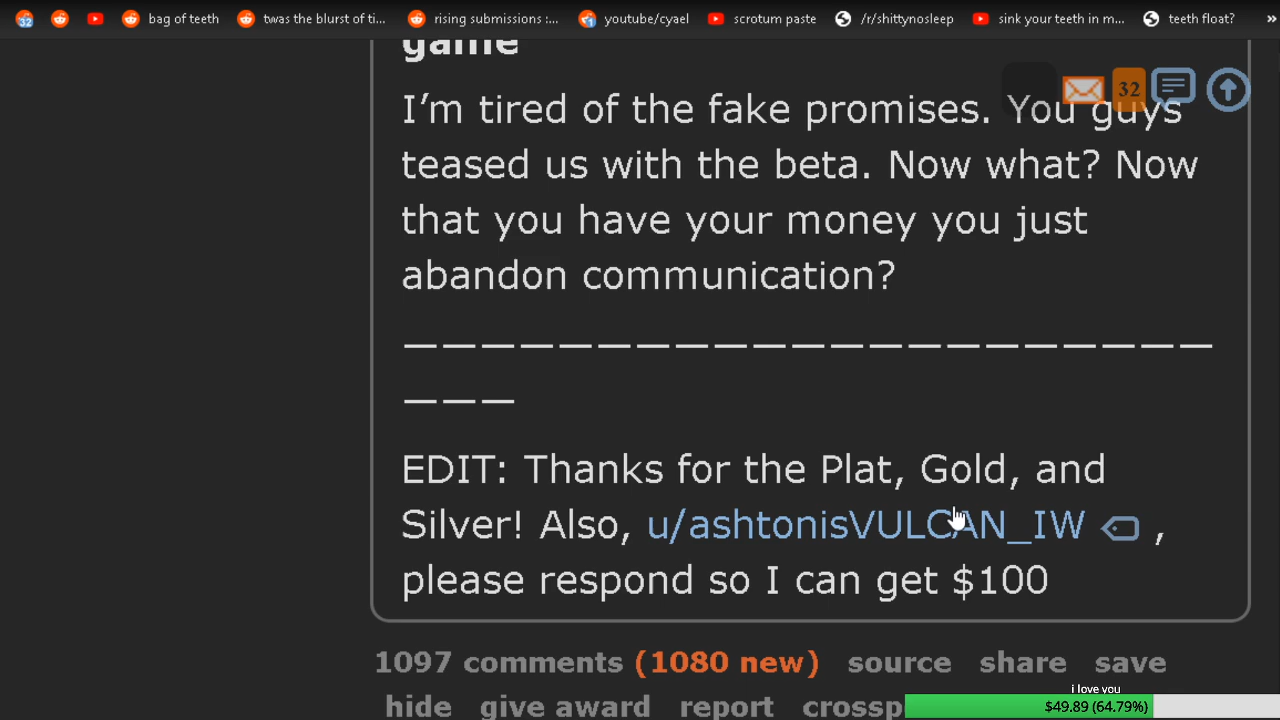 32 bag of teeth twas the blurst of ti... rising submissions :... 1 youtube/cyael scrotum paste /r/shittynosleep sink your teeth in m... teeth float? »
game
32
I’m tired of the fake promises. You guys
teased us with the beta. Now what? Now
that you have your money you just
abandon communication?
—————————————————————
———
EDIT: Thanks for the Plat, Gold, and
Silver! Also, u/ashtonisVULCAN_IW ,
please respond so I can get $100
1097 comments (1080 new) source share save
i love you
hide give award report crossp
$49.89 (64.79%)